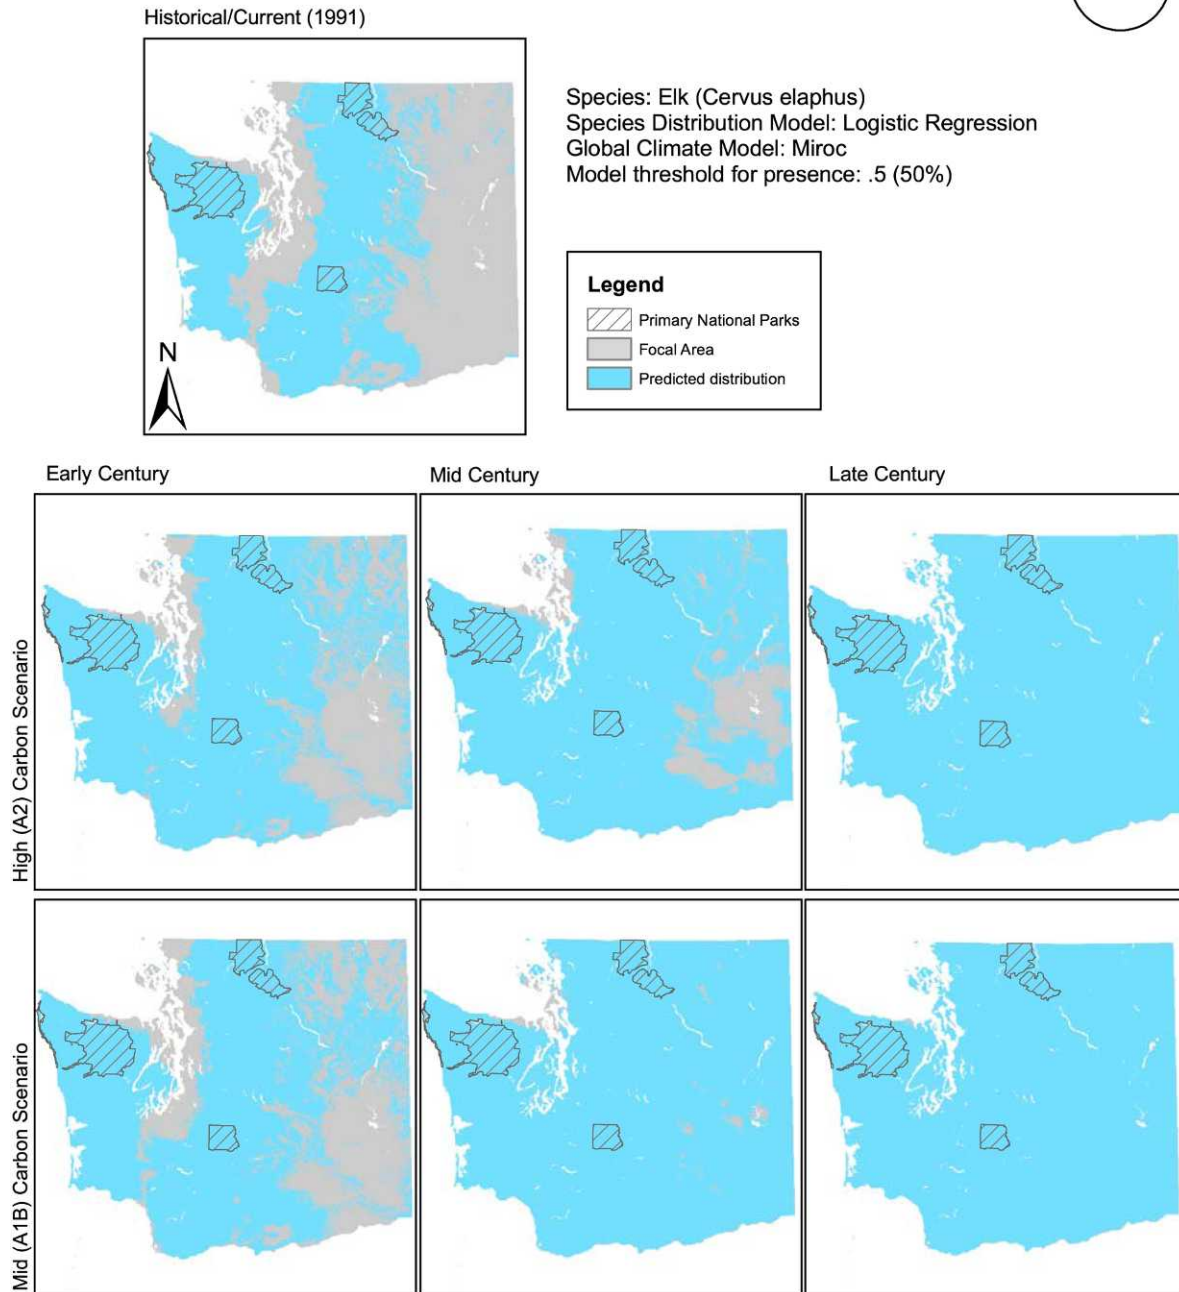 Historical/Current (1991)
Species: Elk (Cervus elaphus)
Species Distribution Model: Logistic Regression
Global Climate Model: Miroc
Model threshold for presence: .5 (50%)
Legend
Primary National Parks
Focal Area
Predicted distribution
N
Early Century
Mid Century
Late Century
High (A2) Carbon Scenario
Mid (A1B) Carbon Scenario